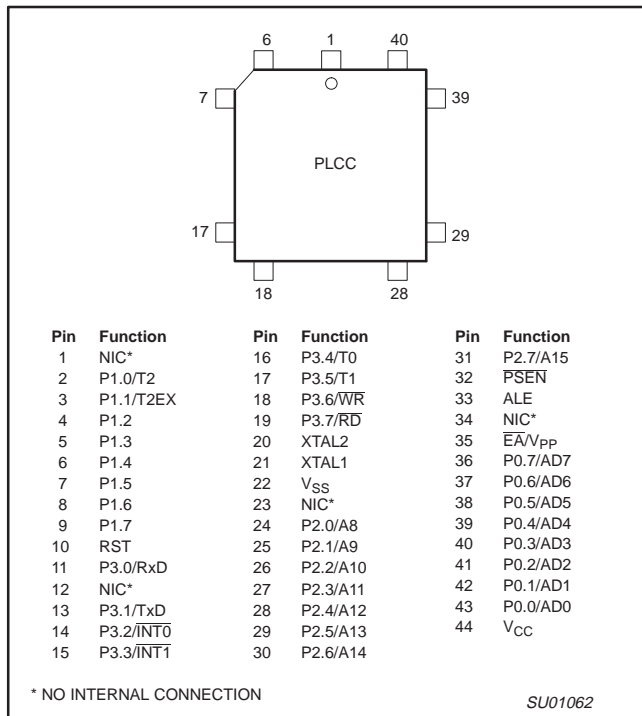 6 1 40
7 39
PLCC
17 29
18 28
Pin Function Pin Function Pin Function
1 NIC* 16 P3.4/T0 31 P2.7/A15
2 P1.0/T2 17 P3.5/T1 32 PSEN
3 P1.1/T2EX 18 P3.6/WR 33 ALE
4 P1.2 19 P3.7/RD 34 NIC*
5 P1.3 20 XTAL2 35 EA/VPP
6 P1.4 21 XTAL1 36 P0.7/AD7
7 P1.5 22 VSS 37 P0.6/AD6
8 P1.6 23 NIC* 38 P0.5/AD5
9 P1.7 24 P2.0/A8 39 P0.4/AD4
10 RST 25 P2.1/A9 40 P0.3/AD3
11 P3.0/RxD 26 P2.2/A10 41 P0.2/AD2
12 NIC* 27 P2.3/A11 42 P0.1/AD1
13 P3.1/TxD 28 P2.4/A12 43 P0.0/AD0
14 P3.2/INT0 29 P2.5/A13 44 VCC
15 P3.3/INT1 30 P2.6/A14
* NO INTERNAL CONNECTION
SU01062